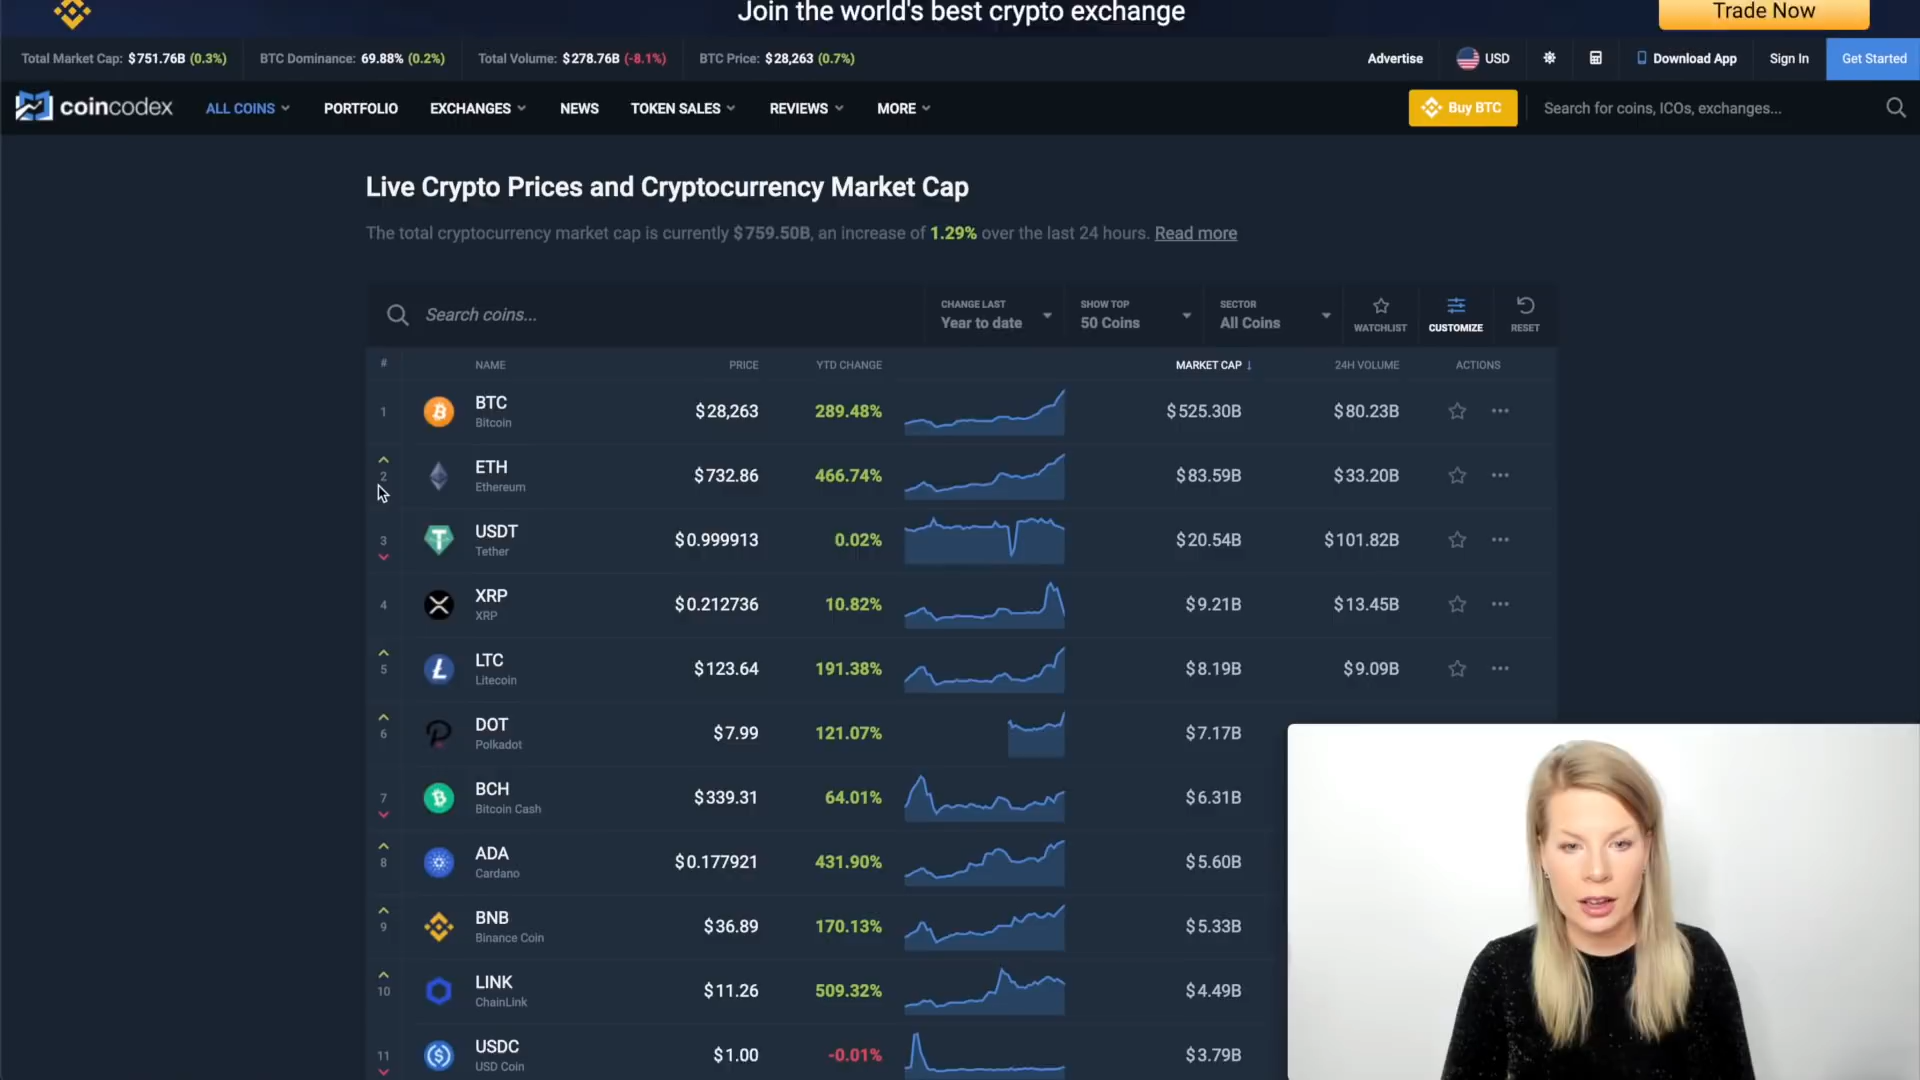 Join the world's best crypto exchange
Trade Now
Total Market Cap: $751.76B (0.3%) BTC Dominance: 69.88% (0.2%) Total Volume: $278.76B (-8.1%) BTC Price: $28,263 (0.7%) Advertise USD Download App Sign In Get Started
coincodex ALL COINS PORTFOLIO EXCHANGES NEWS TOKEN SALES REVIEWS MORE Buy BTC Search for coins, ICOs, exchanges...
Live Crypto Prices and Cryptocurrency Market Cap
The total cryptocurrency market cap is currently $759.50B, an increase of 1.29% over the last 24 hours. Read more
Search coins...
CHANGE LAST
Year to date
SHOW TOP
50 Coins
SECTOR
All Coins
WATCHLIST
CUSTOMIZE
RESET
# NAME PRICE YTD CHANGE MARKET CAP ↓ 24H VOLUME ACTIONS
1 BTC $28,263 289.48% $525.30B $80.23B
Bitcoin
2 ETH $732.86 466.74% $83.59B $33.20B
Ethereum
3 USDT $0.999913 0.02% $20.54B $101.82B
Tether
4 XRP $0.212736 10.82% $9.21B $13.45B
XRP
5 LTC $123.64 191.38% $8.19B $9.09B
Litecoin
6 DOT $7.99 121.07% $7.17B
Polkadot
7 BCH $339.31 64.01% $6.31B
Bitcoin Cash
8 ADA $0.177921 431.90% $5.60B
Cardano
9 BNB $36.89 170.13% $5.33B
Binance Coin
10 LINK $11.26 509.32% $4.49B
ChainLink
11 USDC $1.00 -0.01% $3.79B
USD Coin